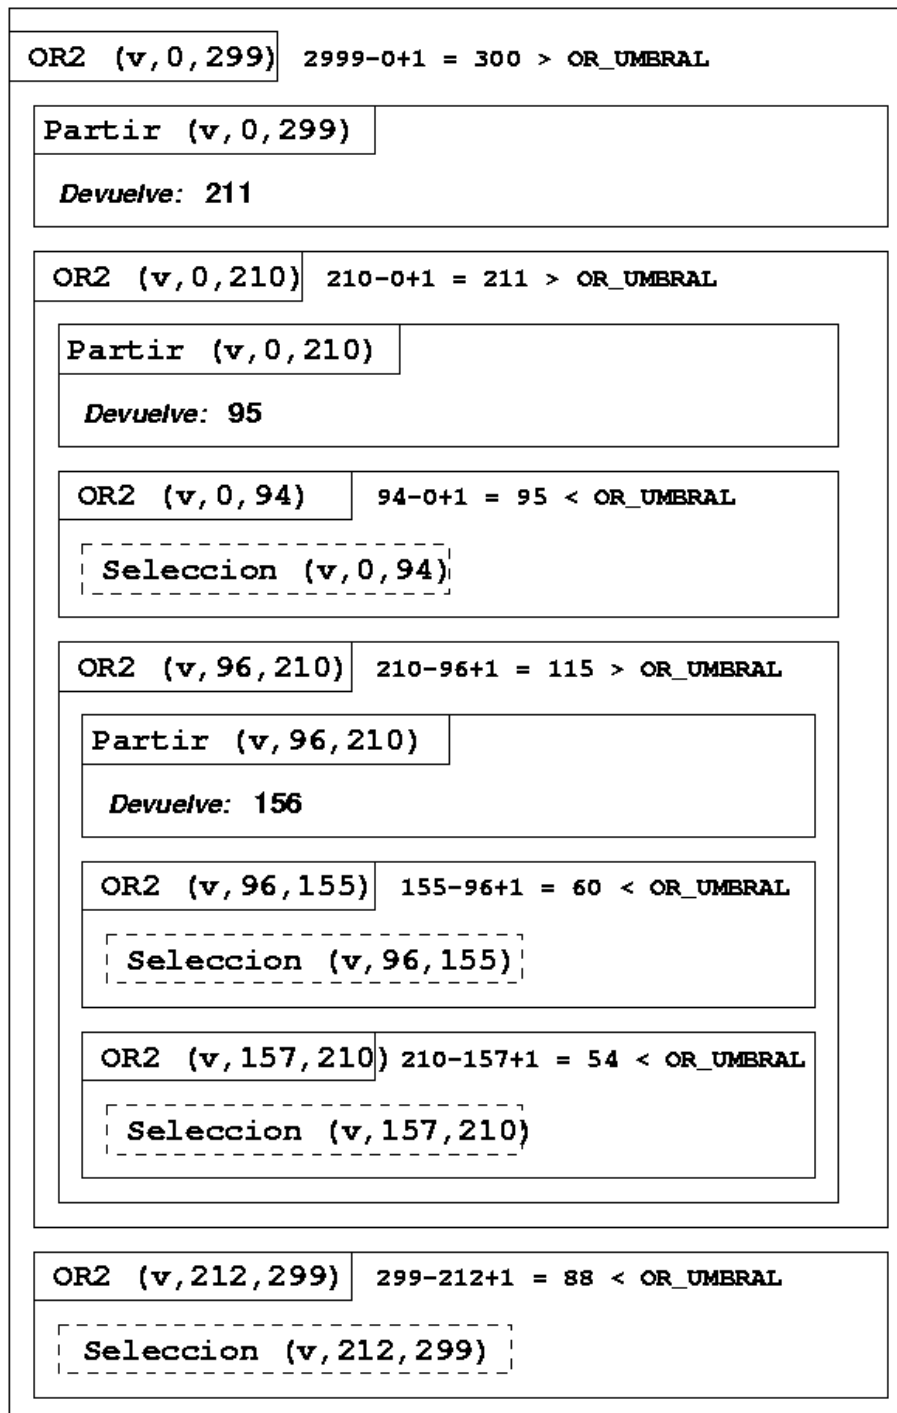 OR2 (v,0,299) 2999-0+1 = 300 > OR_UMBRAL
Partir (v,0,299)
Devuelve: 211
OR2 (v,0,210) 210-0+1 = 211 > OR_UMBRAL
Partir (v,0,210)
Devuelve: 95
OR2 (v,0,94) 94-0+1 = 95 < OR_UMBRAL
Seleccion (v,0,94)
OR2 (v,96,210) 210-96+1 = 115 > OR_UMBRAL
Partir (v,96,210)
Devuelve: 156
OR2 (v,96,155) 155-96+1 = 60 < OR_UMBRAL
Seleccion (v,96,155)
OR2 (v,157,210) 210-157+1 = 54 < OR_UMBRAL
Seleccion (v,157,210)
OR2 (v,212,299) 299-212+1 = 88 < OR_UMBRAL
Seleccion (v,212,299)